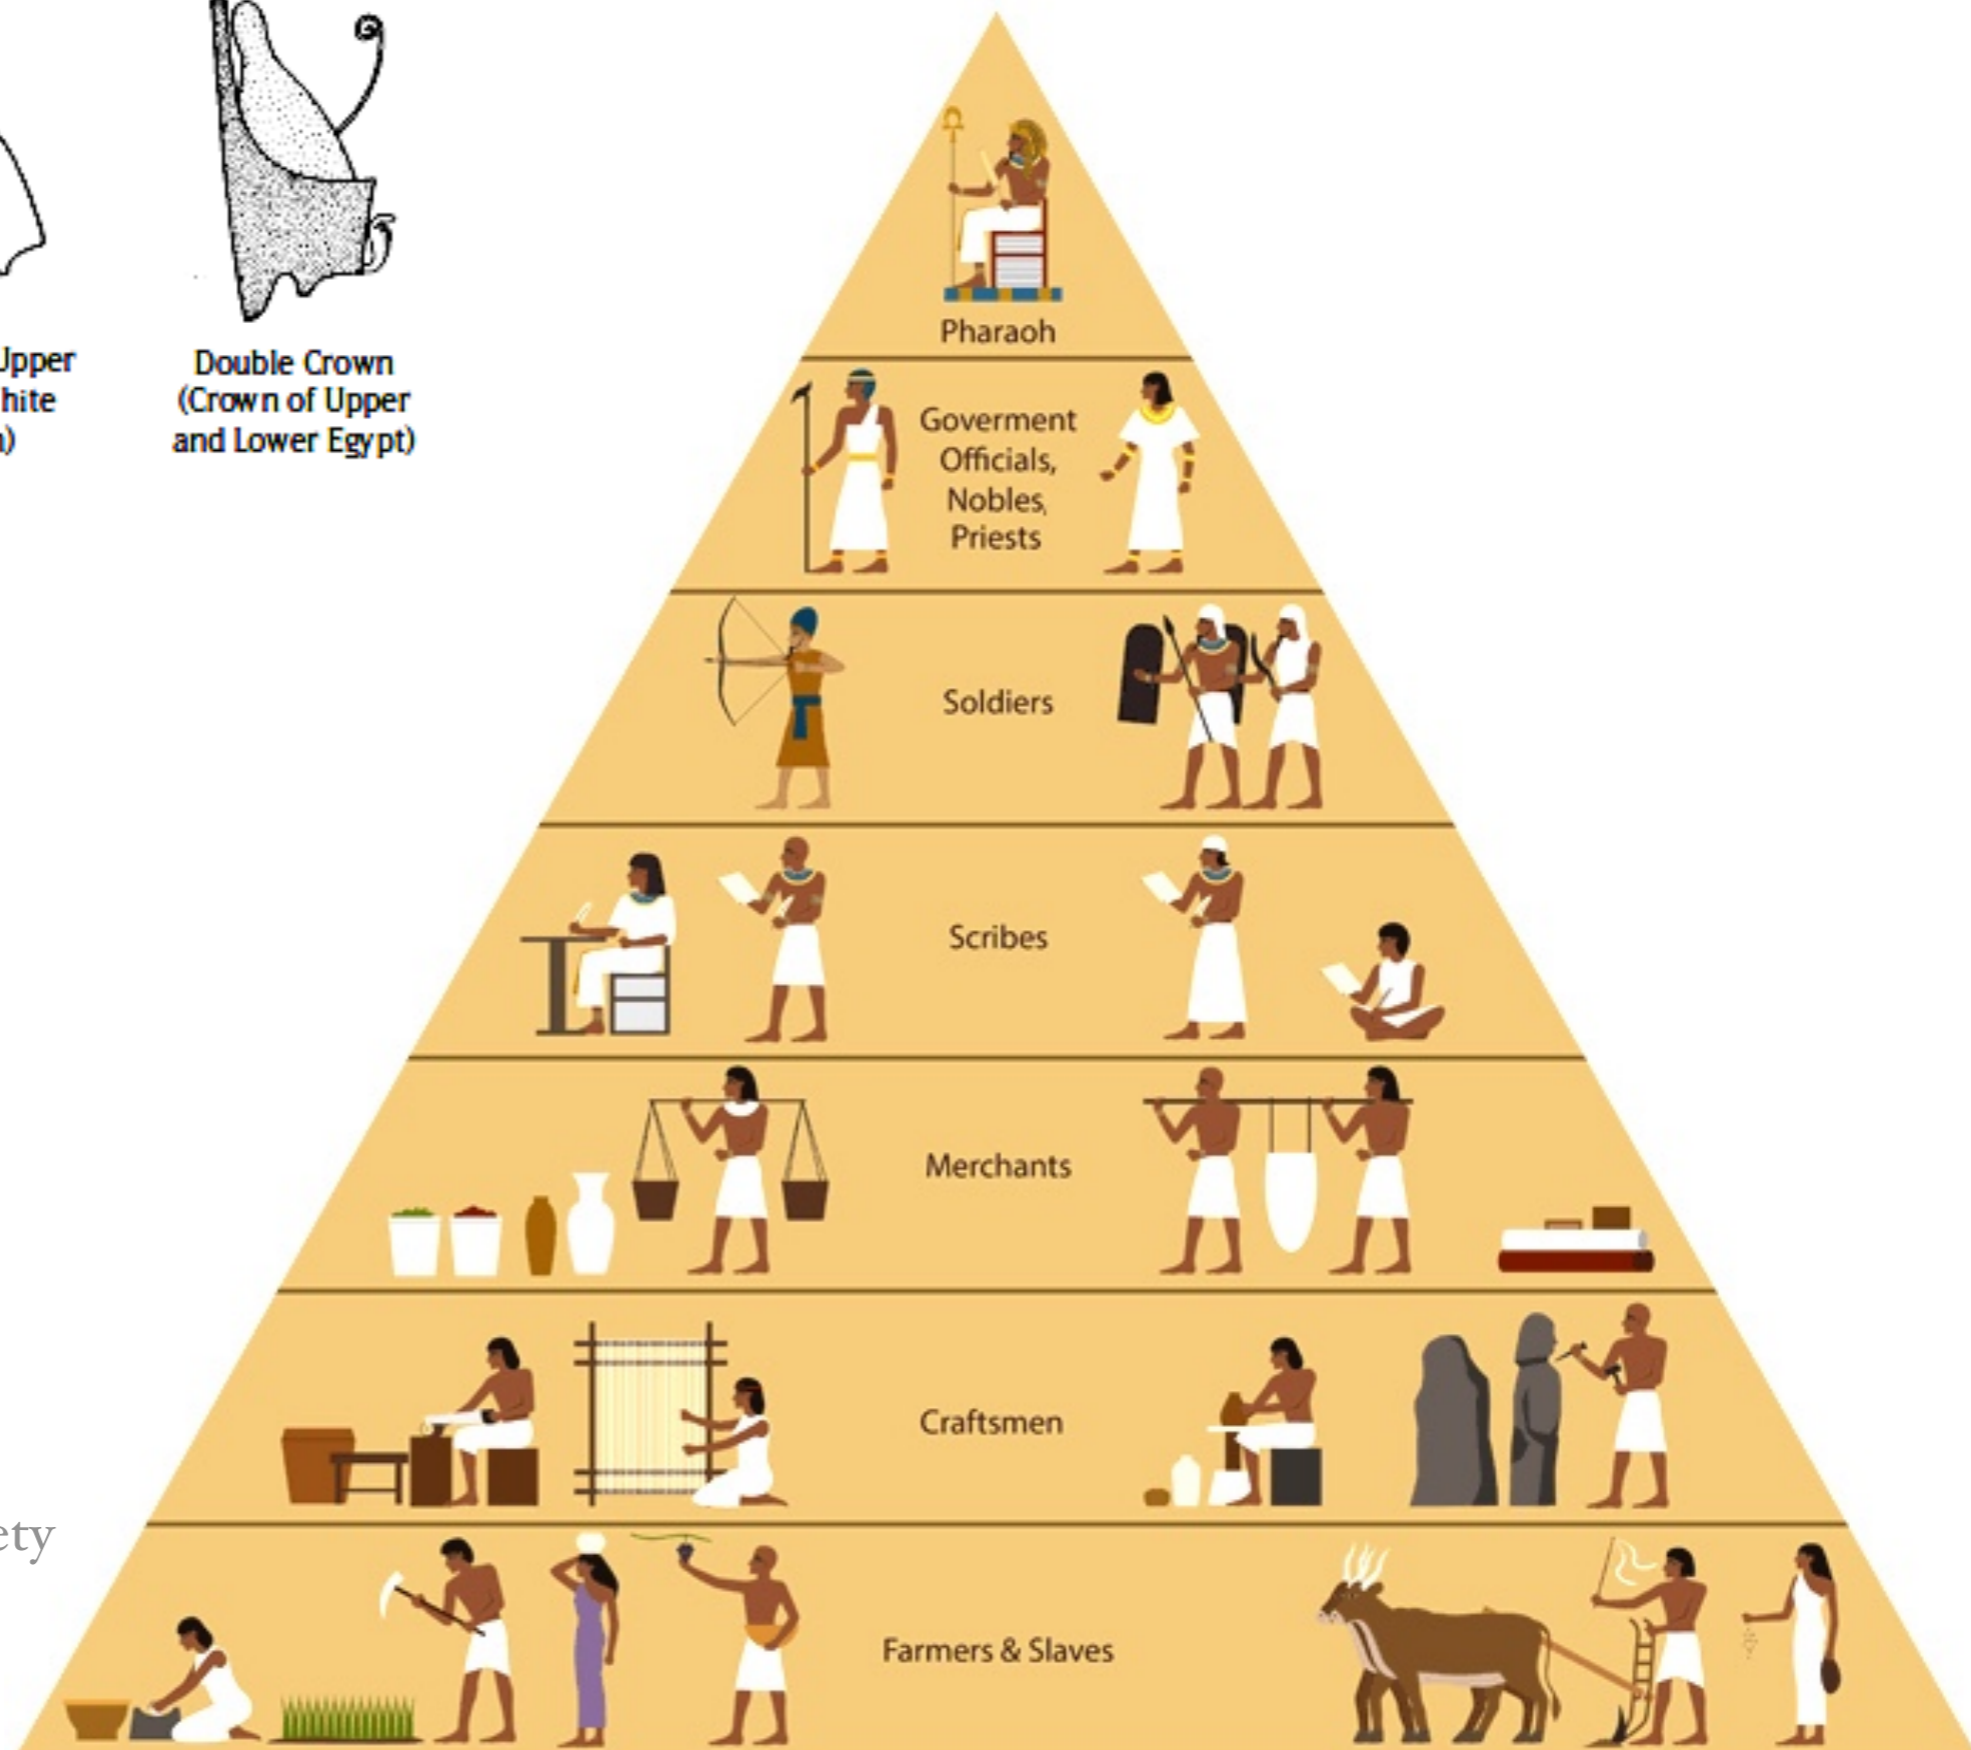 Upper
hite
)
Double Crown
(Crown of Upper
and Lower Egypt)
Pharaoh
Goverment
Officials,
Nobles,
Priests
Soldiers
Scribes
Merchants
Craftsmen
ety
Farmers & Slaves